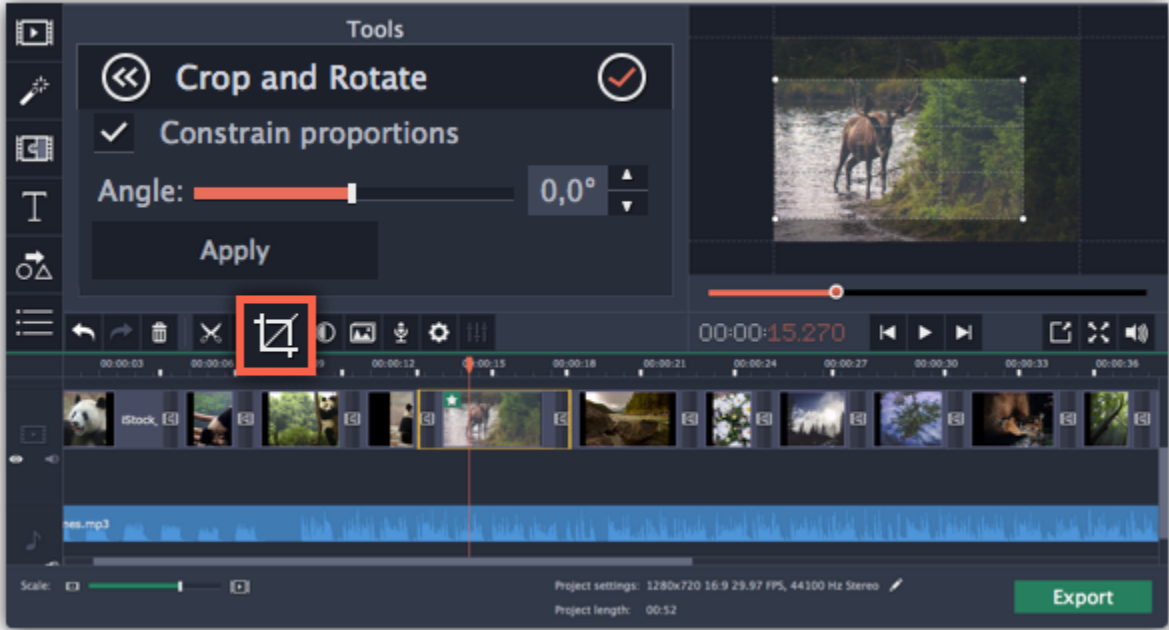 Tools
Crop and Rotate
Constrain proportions
Angle: 0,0°
Apply
00:00:15.270
00:00:03 00:00:06 00:00:12 00:00:15 00:00:18 00:00:21 00:00:24 00:00:27 00:00:30 00:00:33 00:00:36
iStock_
mes.mp3
Scale:
Project settings: 1280x720 16:9 29.97 FPS, 44100 Hz Stereo
Project length: 00:52
Export